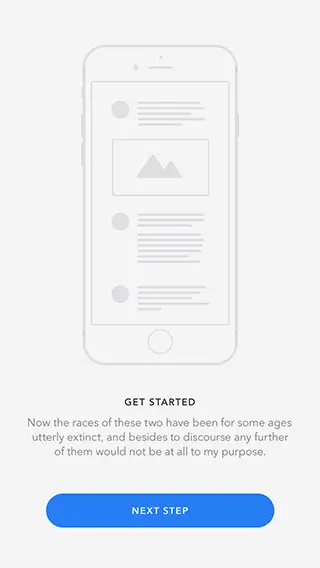 GET STARTED
Now the races of these two have been for some ages
utterly extinct, and besides to discourse any further
of them would not be at all to my purpose.
NEXT STEP